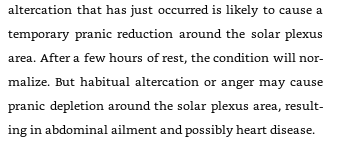 altercation that has just occurred is likely to cause a
temporary pranic reduction around the solar plexus
area. After a few hours of rest, the condition will nor-
malize. But habitual altercation or anger may cause
pranic depletion around the solar plexus area, result-
ing in abdominal ailment and possibly heart disease.